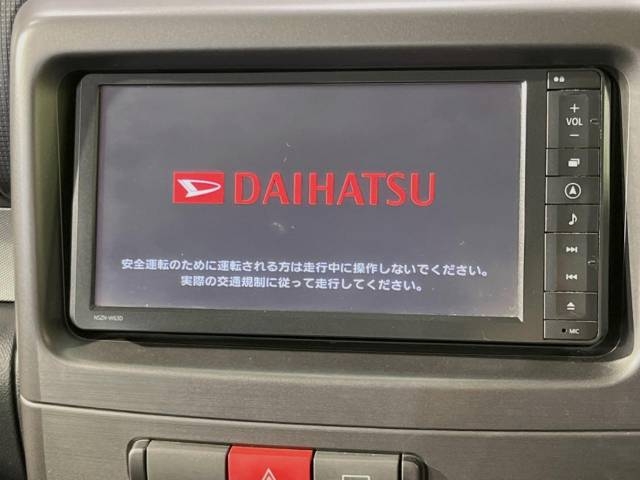 DAIHATSU
安全運転のために運転される方は走行中に操作しないでください。
実際の交通規制に従って走行してください。
NSZN-W63D
+
VOL
−
MIC